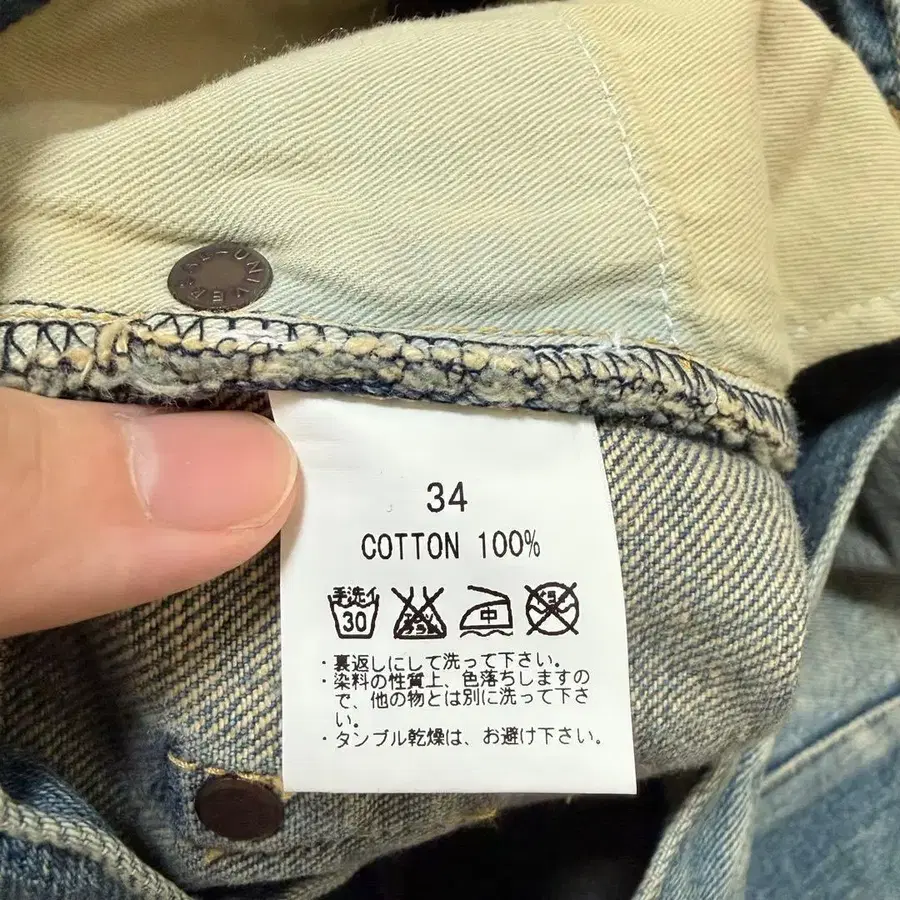 UNIVER
34
COTTON 100%
手洗イ
30
中
・裏返しにして洗って下さい。
・染料の性質上、色落ちしますの
で、他の物とは別に洗って下さ
い。
・タンブル乾燥は、お避け下さい。